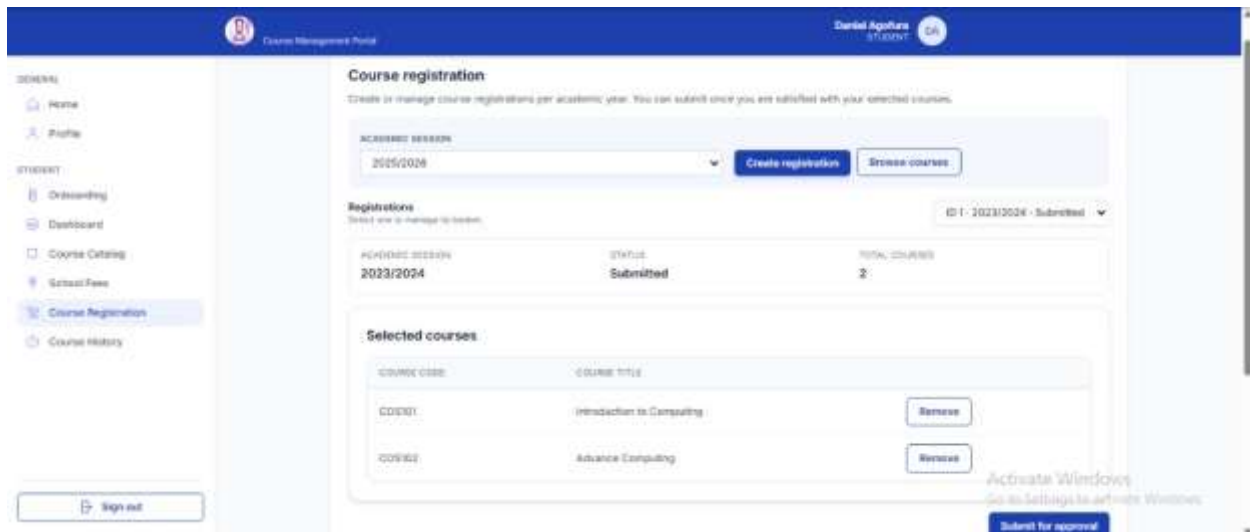 Course Management Portal
Daniel Agofure
STUDENT
DA
GENERAL
Home
Profile
STUDENT
Onboarding
Dashboard
Course Catalog
School Fees
Course Registration
Course History
Sign out
Course registration
Create or manage course registrations per academic year. You can submit once you are satisfied with your selected courses.
ACADEMIC SESSION
2025/2026
Create registration
Browse courses
Registrations
Select one to manage its
ID 1 - 2023/2024 - Submitted
ACADEMIC SESSION
STATUS
TOTAL COURSES
2023/2024
Submitted
2
Selected courses
COURSE CODE
COURSE TITLE
COS101
Introduction to Computing
Remove
COS102
Advance Computing
Remove
Activate Windows
Go to Settings to activate Windows.
Submit for approval